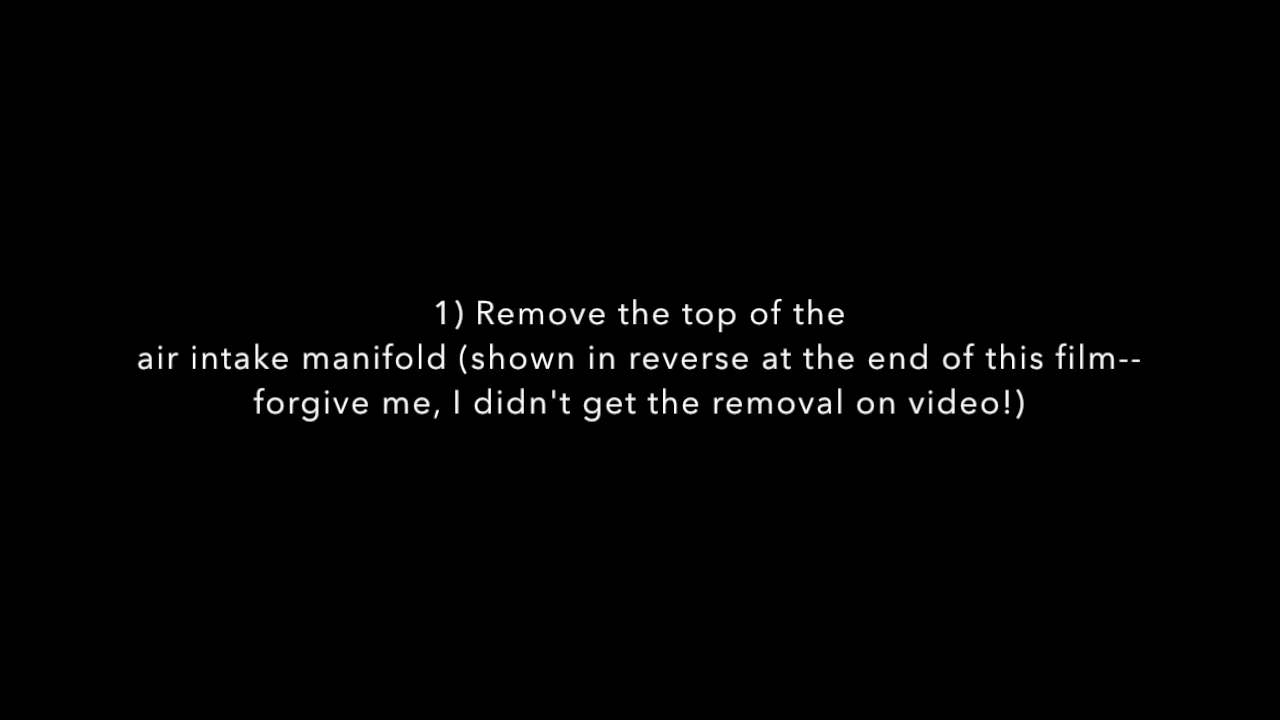 1) Remove the top of the
air intake manifold (shown in reverse at the end of this film--
forgive me, I didn't get the removal on video!)